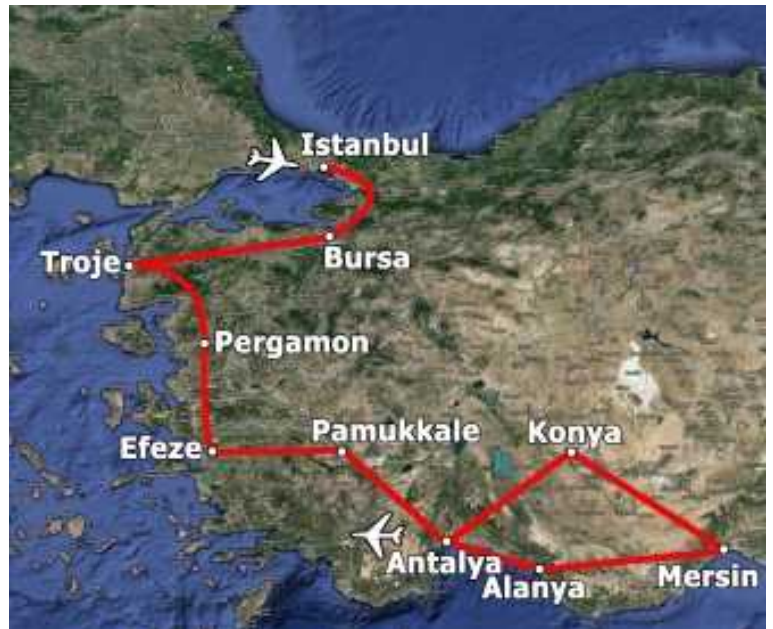 Istanbul
Bursa
Troje
Pergamon
Efeze
Pamukkale
Konya
Antalya
Alanya
Mersin